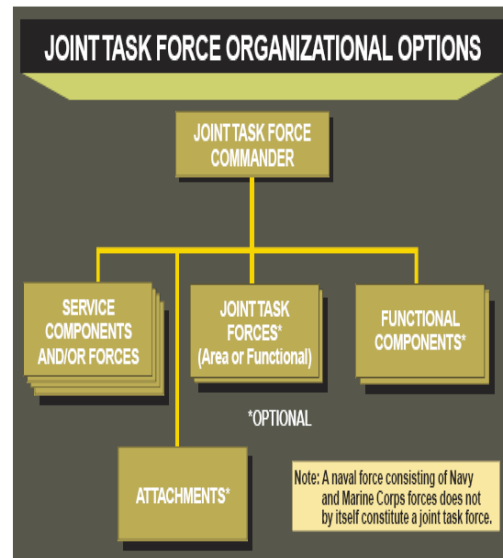 JOINT TASK FORCE ORGANIZATIONAL OPTIONS
JOINT TASK FORCE
COMMANDER
SERVICE
COMPONENTS
AND/OR FORCES
JOINT TASK
FORCES*
(Area or Functional)
FUNCTIONAL
COMPONENTS*
*OPTIONAL
ATTACHMENTS*
Note: A naval force consisting of Navy
and Marine Corps forces does not
by itself constitute a joint task force.